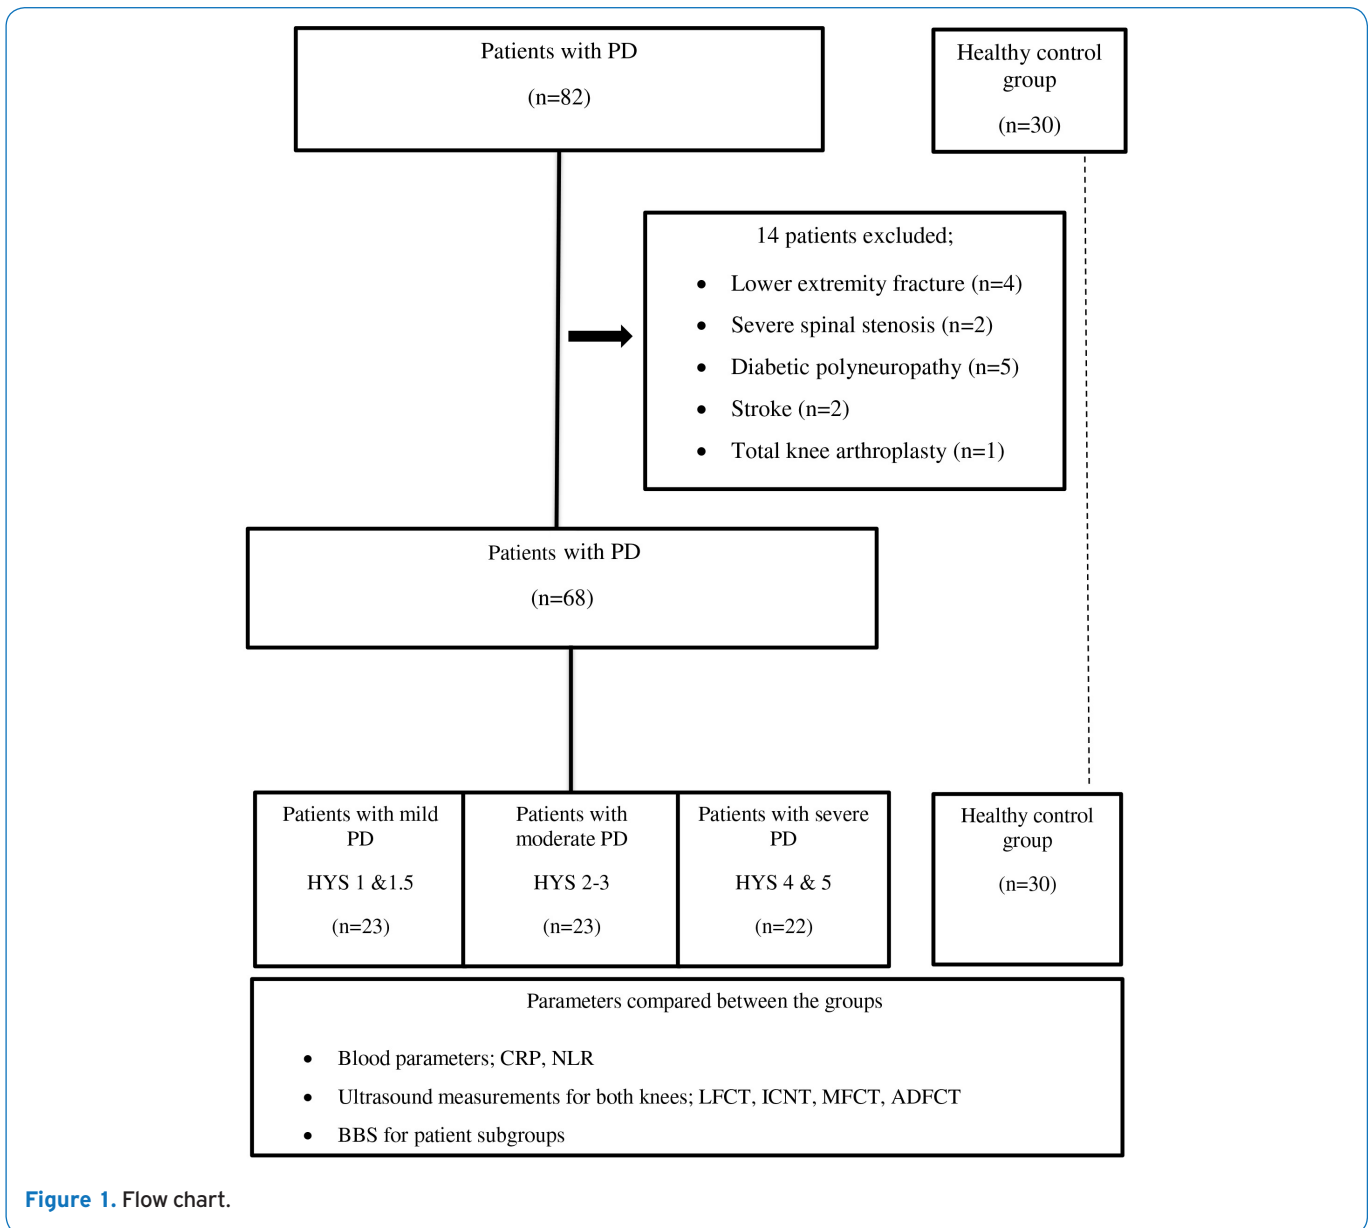 Patients with PD
(n=82)
Healthy control
group
(n=30)
14 patients excluded;
• Lower extremity fracture (n=4)
• Severe spinal stenosis (n=2)
• Diabetic polyneuropathy (n=5)
• Stroke (n=2)
• Total knee arthroplasty (n=1)
Patients with PD
(n=68)
Patients with mild
PD
HYS 1 &1.5
(n=23)
Patients with
moderate PD
HYS 2-3
(n=23)
Patients with severe
PD
HYS 4 & 5
(n=22)
Healthy control
group
(n=30)
Parameters compared between the groups
• Blood parameters; CRP, NLR
• Ultrasound measurements for both knees; LFCT, ICNT, MFCT, ADFCT
• BBS for patient subgroups
Figure 1. Flow chart.